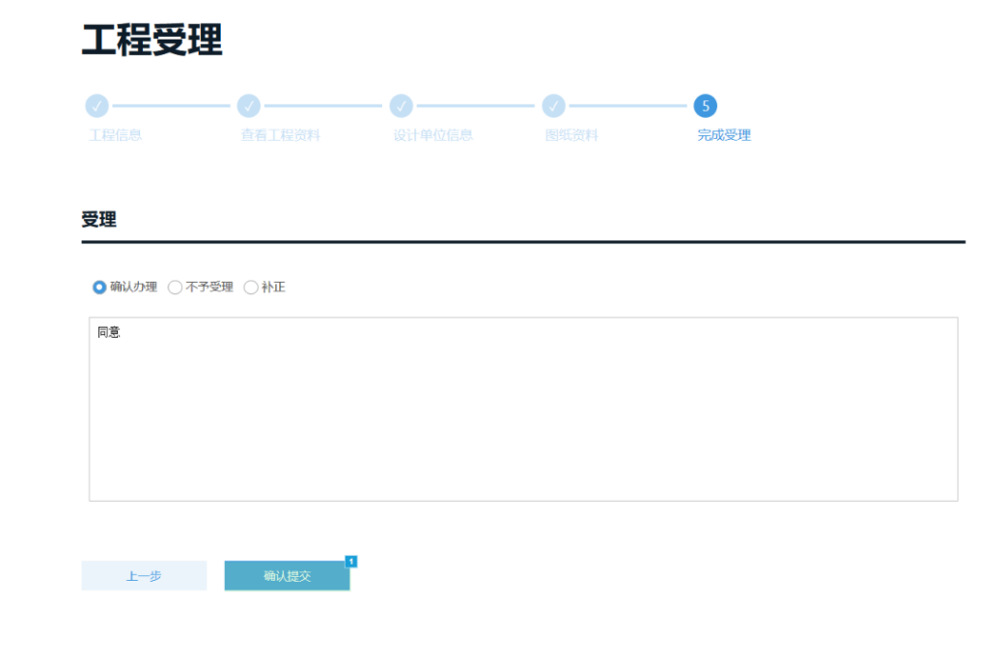 工程受理
5
工程信息 查看工程资料 设计单位信息 图纸资料 完成受理
受理
确认办理 不予受理 补正
同意
1
上一步 确认提交